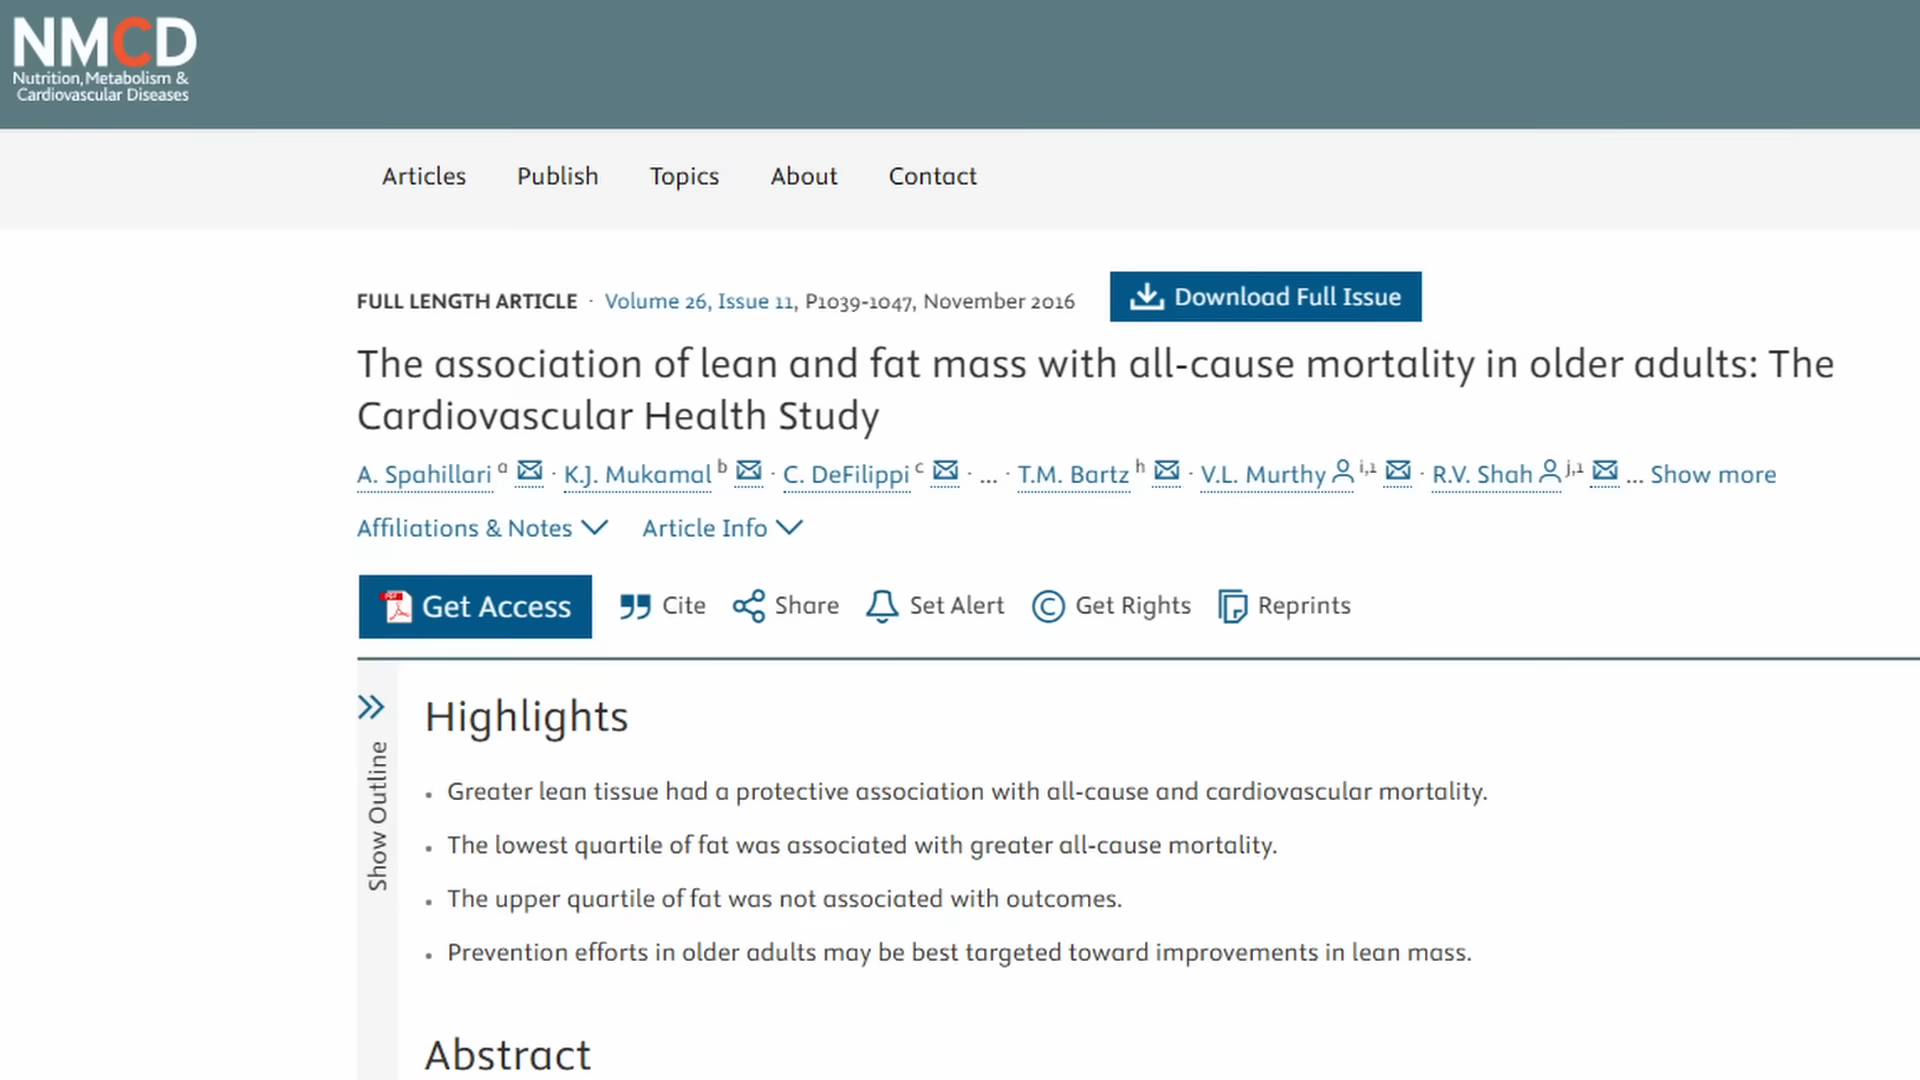 NMCD
Nutrition, Metabolism &
Cardiovascular Diseases
Articles Publish Topics About Contact
FULL LENGTH ARTICLE · Volume 26, Issue 11, P1039-1047, November 2016 Download Full Issue
The association of lean and fat mass with all-cause mortality in older adults: The
Cardiovascular Health Study
A. Spahillari a · K.J. Mukamal b · C. DeFilippi c · ... · T.M. Bartz h · V.L. Murthy i,1 · R.V. Shah j,1 ... Show more
Affiliations & Notes Article Info
PDF Get Access Cite Share Set Alert Get Rights Reprints
Show Outline
Highlights
• Greater lean tissue had a protective association with all-cause and cardiovascular mortality.
• The lowest quartile of fat was associated with greater all-cause mortality.
• The upper quartile of fat was not associated with outcomes.
• Prevention efforts in older adults may be best targeted toward improvements in lean mass.
Abstract